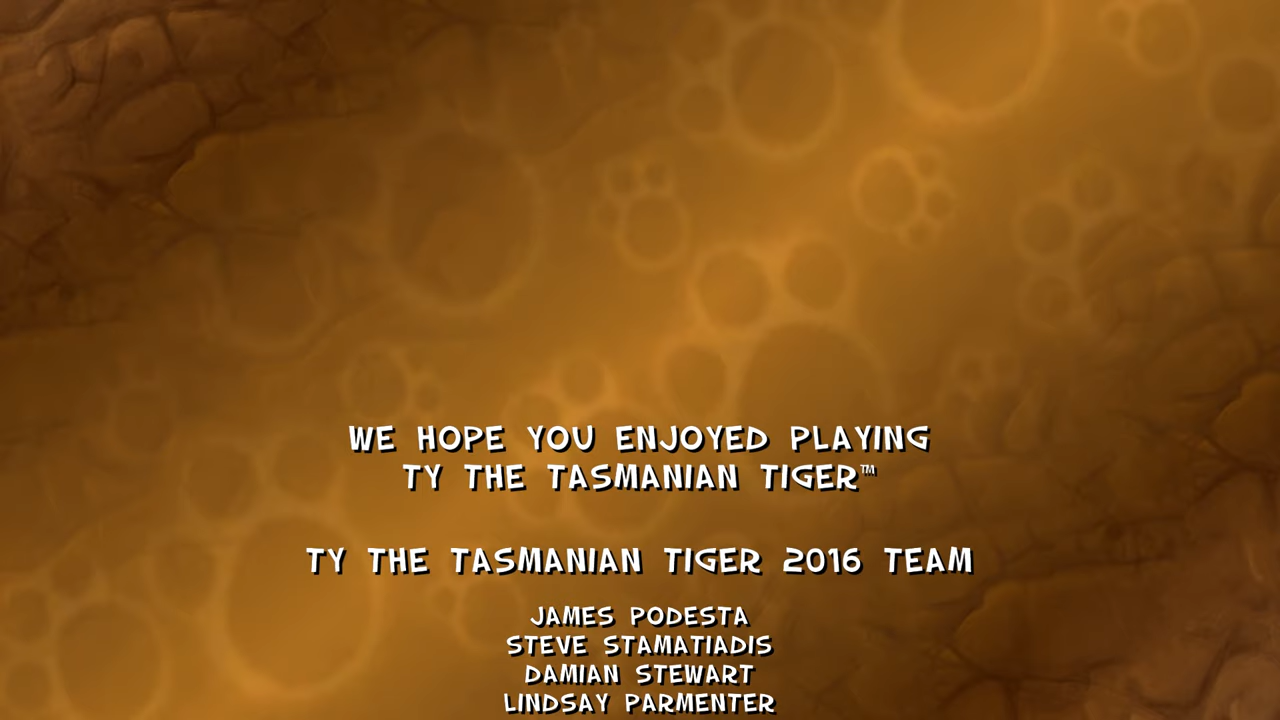 WE HOPE YOU ENJOYED PLAYING
TY THE TASMANIAN TIGER™
TY THE TASMANIAN TIGER 2016 TEAM
JAMES PODESTA
STEVE STAMATIADIS
DAMIAN STEWART
LINDSAY PARMENTER